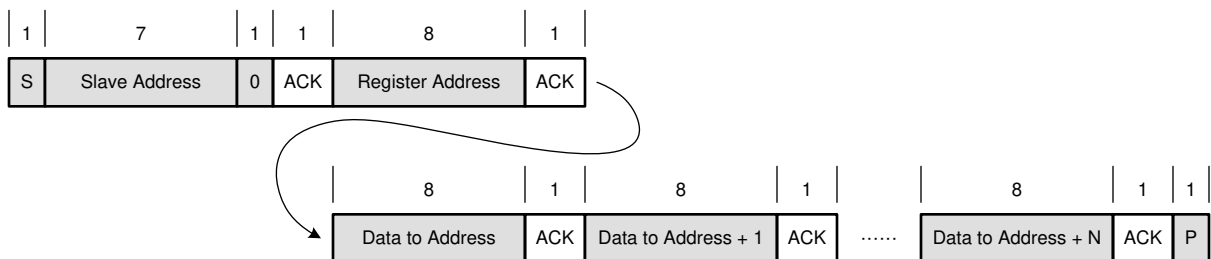 1 7 1 1 8 1
S Slave Address 0 ACK Register Address ACK
8 1 8 1 8 1 1
Data to Address ACK Data to Address + 1 ACK ...... Data to Address + N ACK P